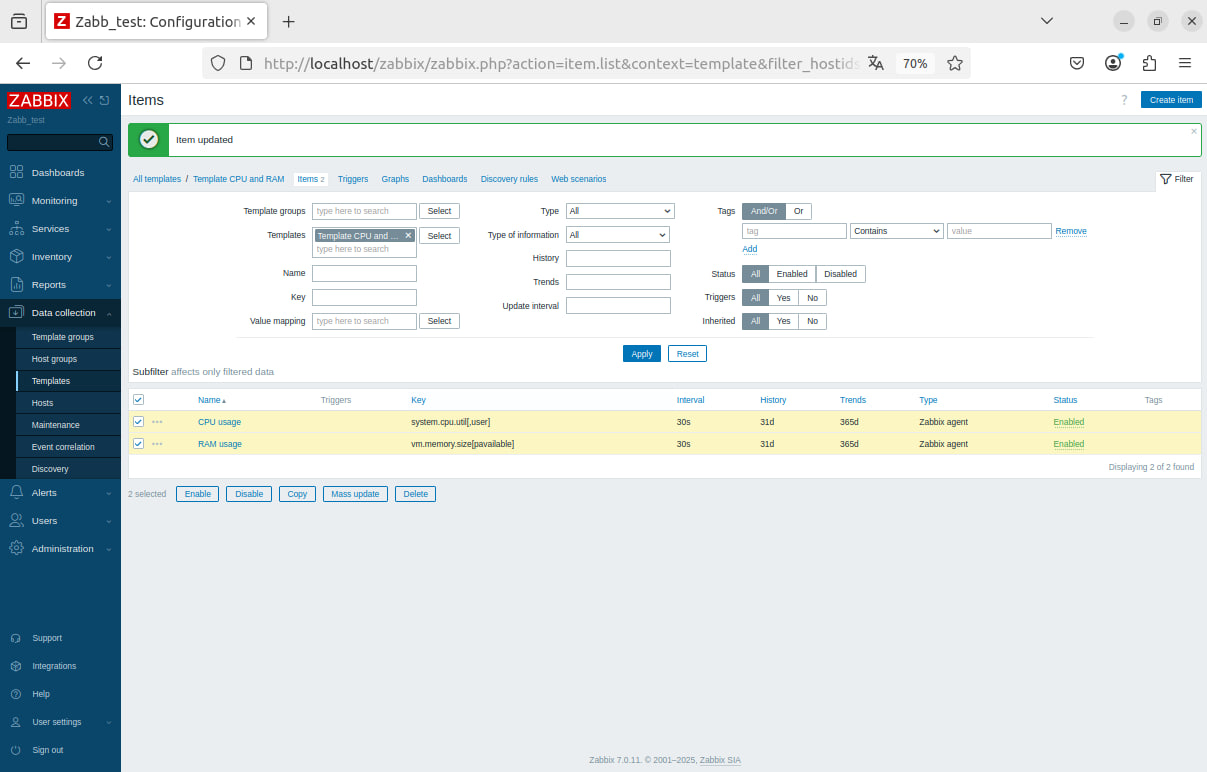 Zabb_test: Configuration
http://localhost/zabbix/zabbix.php?action=item.list&context=template&filter_hostids
70%
ZABBIX
Zabb_test
Items
?
Create item
Item updated
All templates / Template CPU and RAM Items 2 Triggers Graphs Dashboards Discovery rules Web scenarios
Filter
Dashboards
Monitoring
Services
Inventory
Reports
Data collection
Template groups
Host groups
Templates
Hosts
Maintenance
Event correlation
Discovery
Alerts
Users
Administration
Support
Integrations
Help
User settings
Sign out
Template groups type here to search Select
Templates Template CPU and ... Select
type here to search
Name
Key
Value mapping type here to search Select
Type All
Type of information All
History
Trends
Update interval
Tags And/Or Or
tag Contains value Remove
Add
Status All Enabled Disabled
Triggers All Yes No
Inherited All Yes No
Apply Reset
Subfilter affects only filtered data
Name Triggers Key Interval History Trends Type Status Tags
CPU usage system.cpu.util[,user] 30s 31d 365d Zabbix agent Enabled
RAM usage vm.memory.size[pavailable] 30s 31d 365d Zabbix agent Enabled
Displaying 2 of 2 found
2 selected Enable Disable Copy Mass update Delete
Zabbix 7.0.11. © 2001–2025, Zabbix SIA